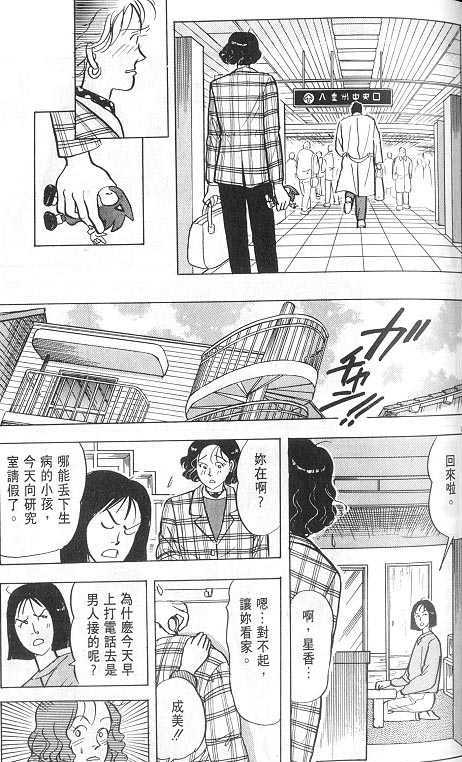 八重州中央口
ガチャン!!
回來啦。
啊，星香…
妳在啊？
哪能丟下生
病的小孩，
今天向研究
室請假了。
嗯…對不起，
讓妳看家。
成美!!
為什麼今天早
上打電話去是
男人接的呢？